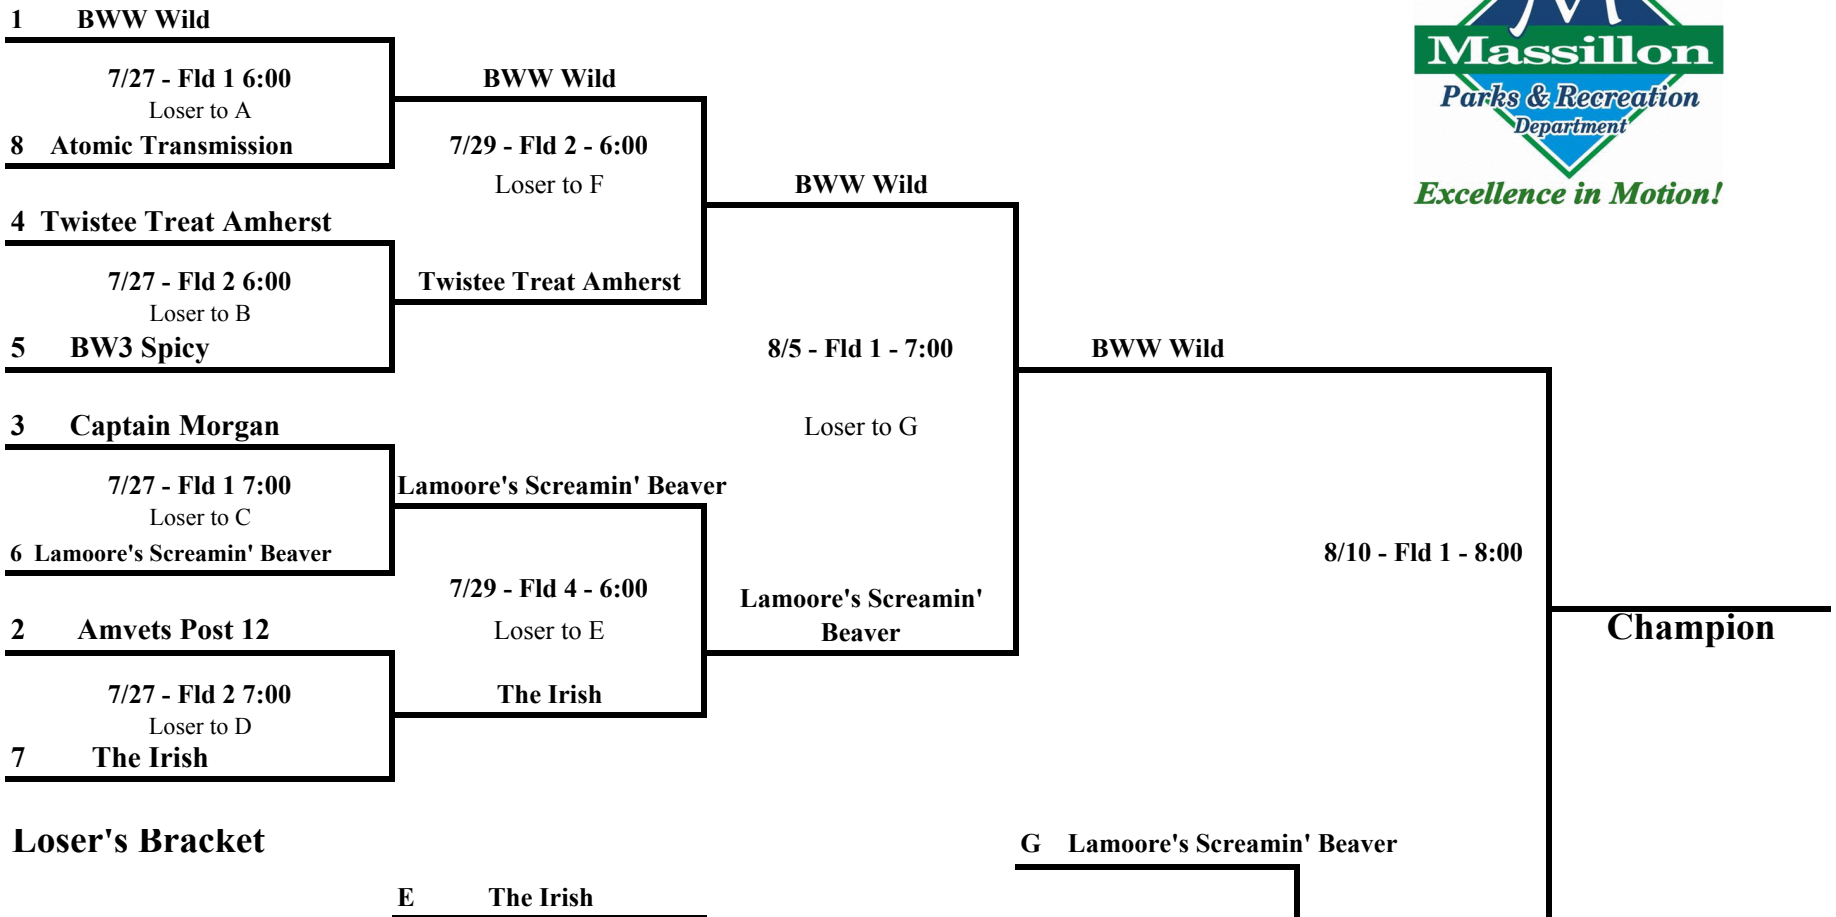 1 BWW Wild
7/27 - Fld 1 6:00
Loser to A
8 Atomic Transmission
BWW Wild
7/29 - Fld 2 - 6:00
Loser to F
4 Twistee Treat Amherst
7/27 - Fld 2 6:00
Loser to B
5 BW3 Spicy
Twistee Treat Amherst
BWW Wild
8/5 - Fld 1 - 7:00
Loser to G
3 Captain Morgan
7/27 - Fld 1 7:00
Loser to C
6 Lamoore's Screamin' Beaver
Lamoore's Screamin' Beaver
7/29 - Fld 4 - 6:00
Loser to E
2 Amvets Post 12
7/27 - Fld 2 7:00
Loser to D
7 The Irish
The Irish
Lamoore's Screamin'
Beaver
BWW Wild
8/10 - Fld 1 - 8:00
Champion
M
Massillon
Parks & Recreation
Department
Excellence in Motion!
Loser's Bracket
E The Irish
G Lamoore's Screamin' Beaver